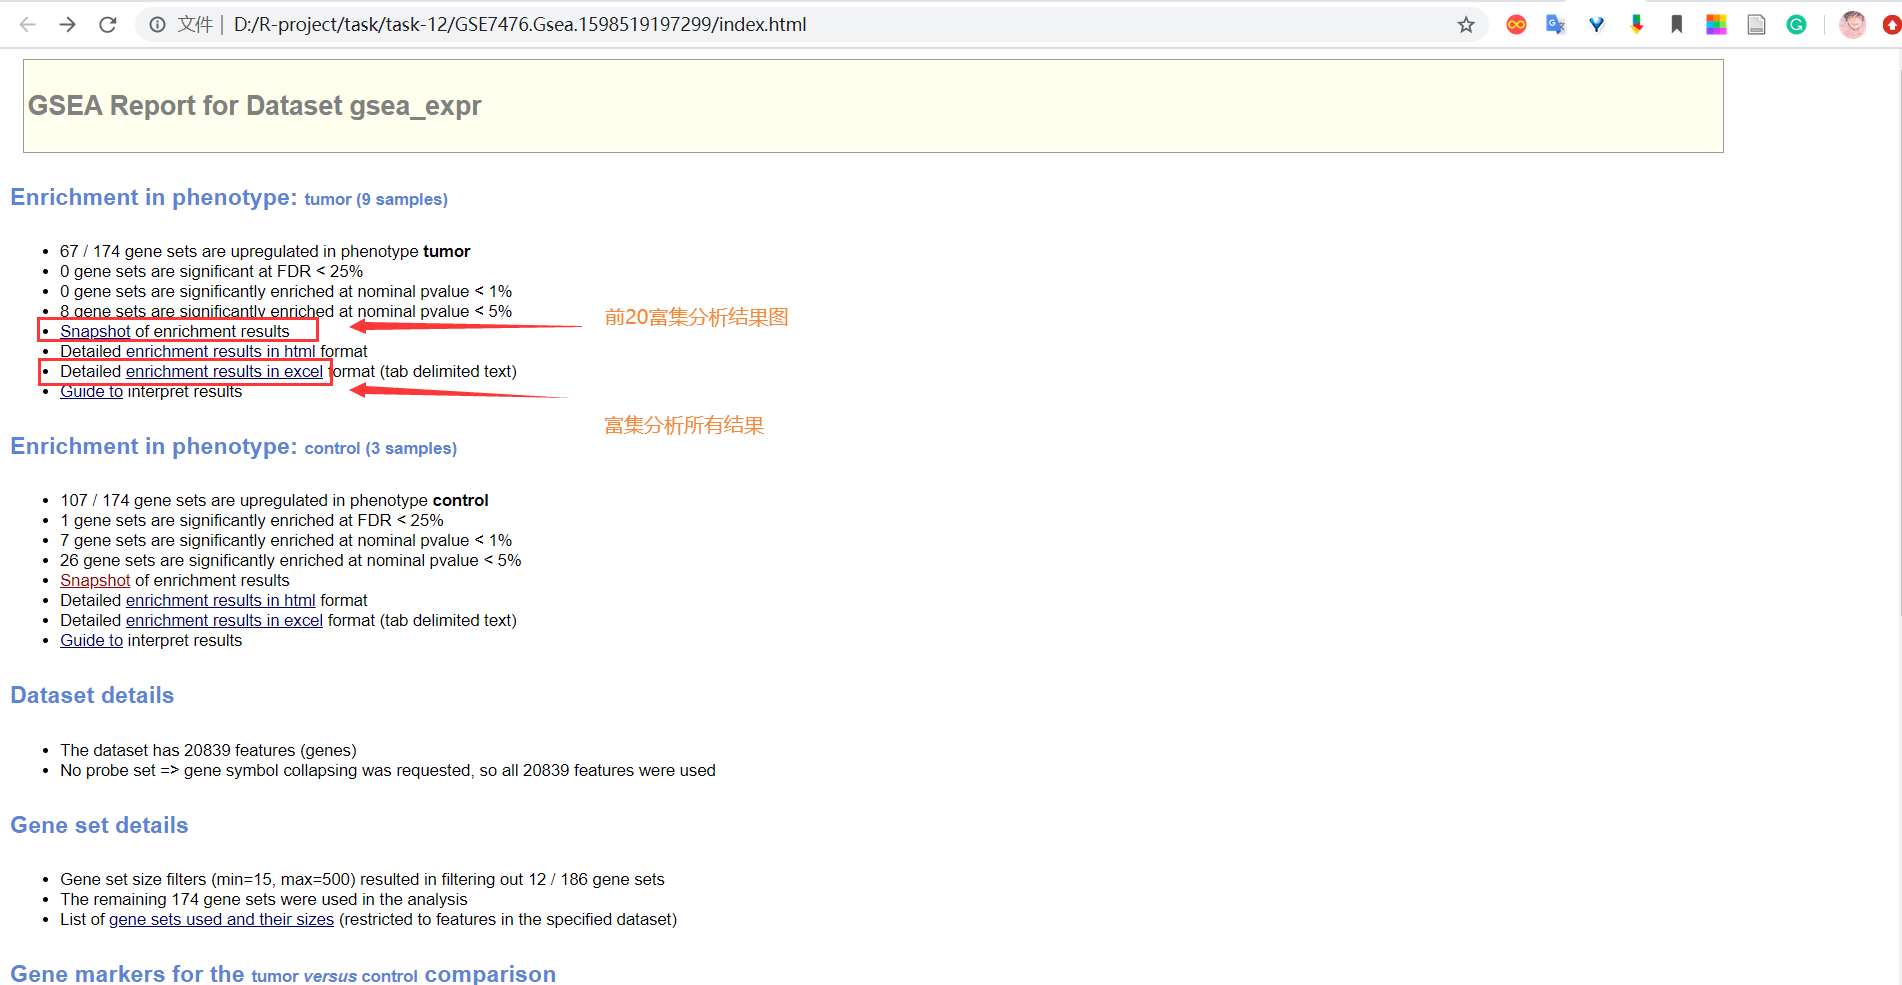 文件 | D:/R-project/task/task-12/GSE7476.Gsea.1598519197299/index.html
GSEA Report for Dataset gsea_expr
Enrichment in phenotype: tumor (9 samples)
• 67 / 174 gene sets are upregulated in phenotype tumor
• 0 gene sets are significant at FDR < 25%
• 0 gene sets are significantly enriched at nominal pvalue < 1%
• 8 gene sets are significantly enriched at nominal pvalue < 5%
• Snapshot of enrichment results
前20富集分析结果图
• Detailed enrichment results in html format
• Detailed enrichment results in excel format (tab delimited text)
• Guide to interpret results
富集分析所有结果
Enrichment in phenotype: control (3 samples)
• 107 / 174 gene sets are upregulated in phenotype control
• 1 gene sets are significantly enriched at FDR < 25%
• 7 gene sets are significantly enriched at nominal pvalue < 1%
• 26 gene sets are significantly enriched at nominal pvalue < 5%
• Snapshot of enrichment results
• Detailed enrichment results in html format
• Detailed enrichment results in excel format (tab delimited text)
• Guide to interpret results
Dataset details
• The dataset has 20839 features (genes)
• No probe set => gene symbol collapsing was requested, so all 20839 features were used
Gene set details
• Gene set size filters (min=15, max=500) resulted in filtering out 12 / 186 gene sets
• The remaining 174 gene sets were used in the analysis
• List of gene sets used and their sizes (restricted to features in the specified dataset)
Gene markers for the tumor versus control comparison